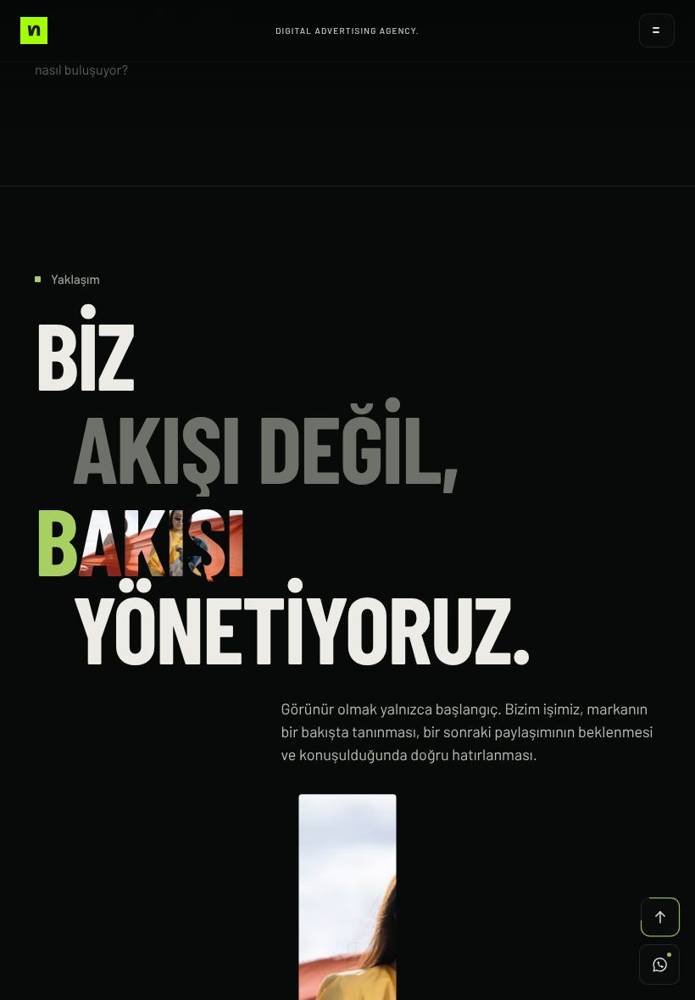 DIGITAL ADVERTISING AGENCY.
nasıl buluşuyor?
Yaklaşım
BİZ
AKIŞI DEĞİL,
BAKIŞI
YÖNETİYORUZ.
Görünür olmak yalnızca başlangıç. Bizim işimiz, markanın
bir bakışta tanınması, bir sonraki paylaşımının beklenmesi
ve konuşulduğunda doğru hatırlanması.